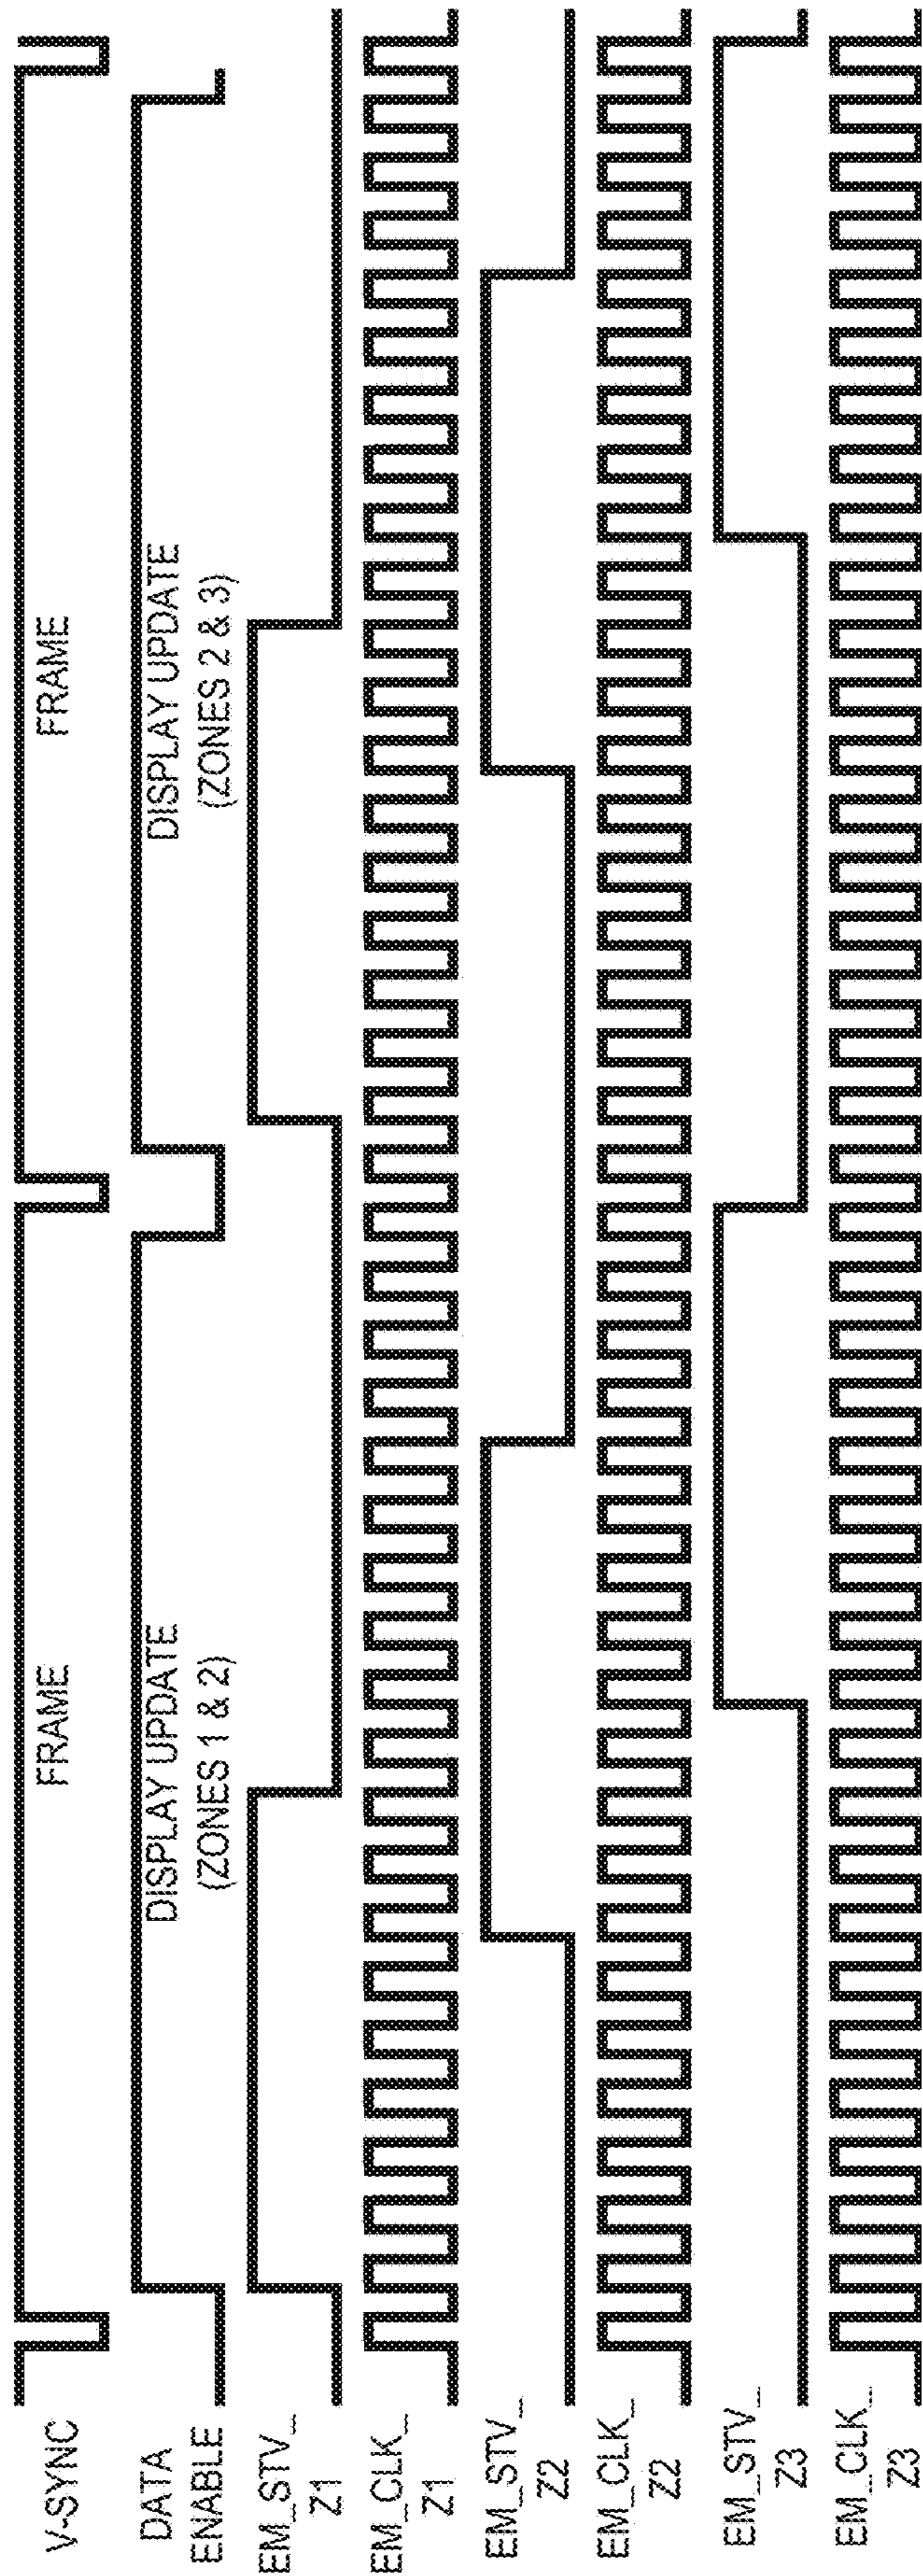 V-SYNC
FRAME
FRAME
DATA
ENABLE
DISPLAY UPDATE
(ZONES 1 & 2)
DISPLAY UPDATE
(ZONES 2 & 3)
EM_STV_
Z1
EM_CLK_
Z1
EM_STV_
Z2
EM_CLK_
Z2
EM_STV_
Z3
EM_CLK_
Z3